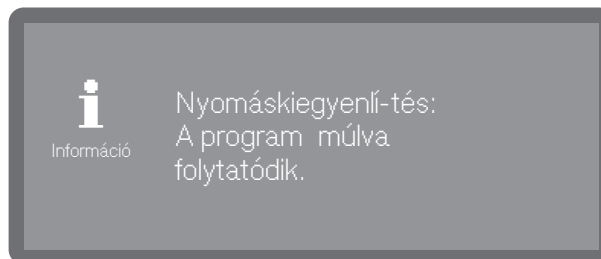 Információ
Nyomáskiegyenlí-tés:
A program múlva
folytatódik.